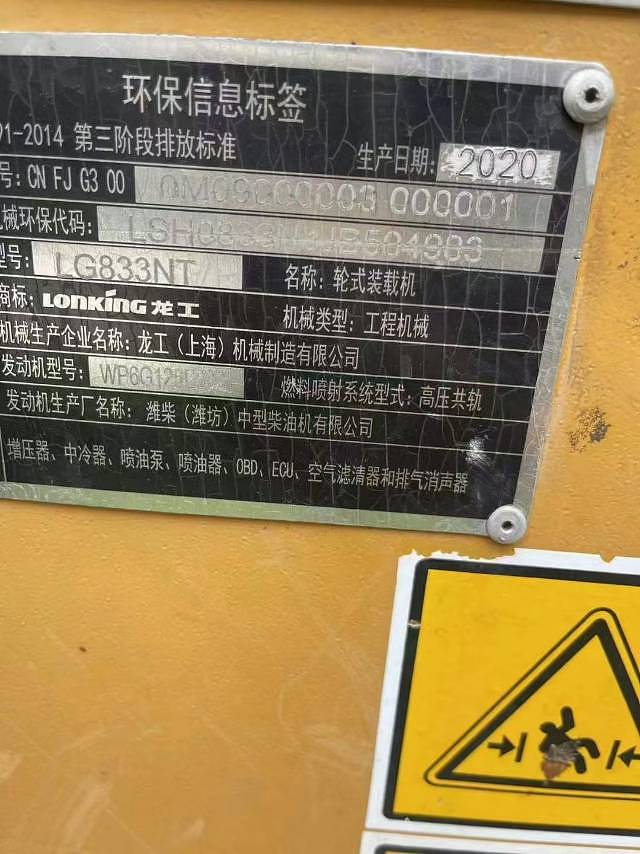 环保信息标签
91-2014 第三阶段排放标准
生产日期: 2020
号: CN FJ G3 00 0M09C00003 000001
机械环保代码:
型号: LG833NT
名称: 轮式装载机
商标: LONKING 龙工
机械类型: 工程机械
机械生产企业名称: 龙工（上海）机械制造有限公司
发动机型号:
燃料喷射系统型式: 高压共轨
发动机生产厂名称: 潍柴（潍坊）中型柴油机有限公司
增压器、中冷器、喷油泵、喷油器、OBD、ECU、空气滤清器和排气消声器